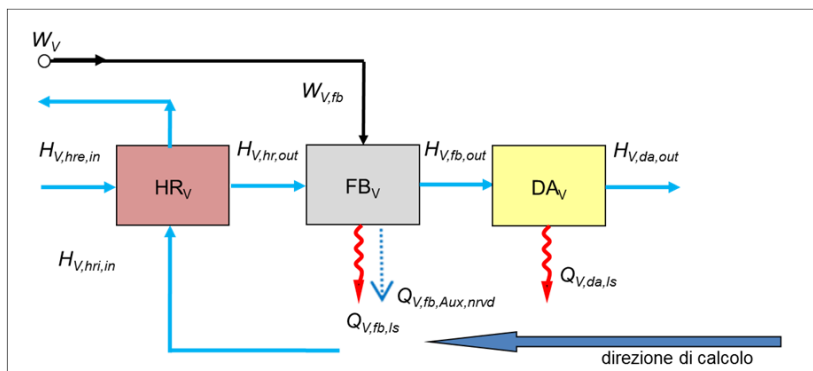 W_V
W_V,fb
H_V,hre,in
H_V,hr,out
H_V,fb,out
H_V,da,out
HR_V
FB_V
DA_V
H_V,hri,in
Q_V,da,ls
Q_V,fb,Aux,nrvd
Q_V,fb,ls
direzione di calcolo